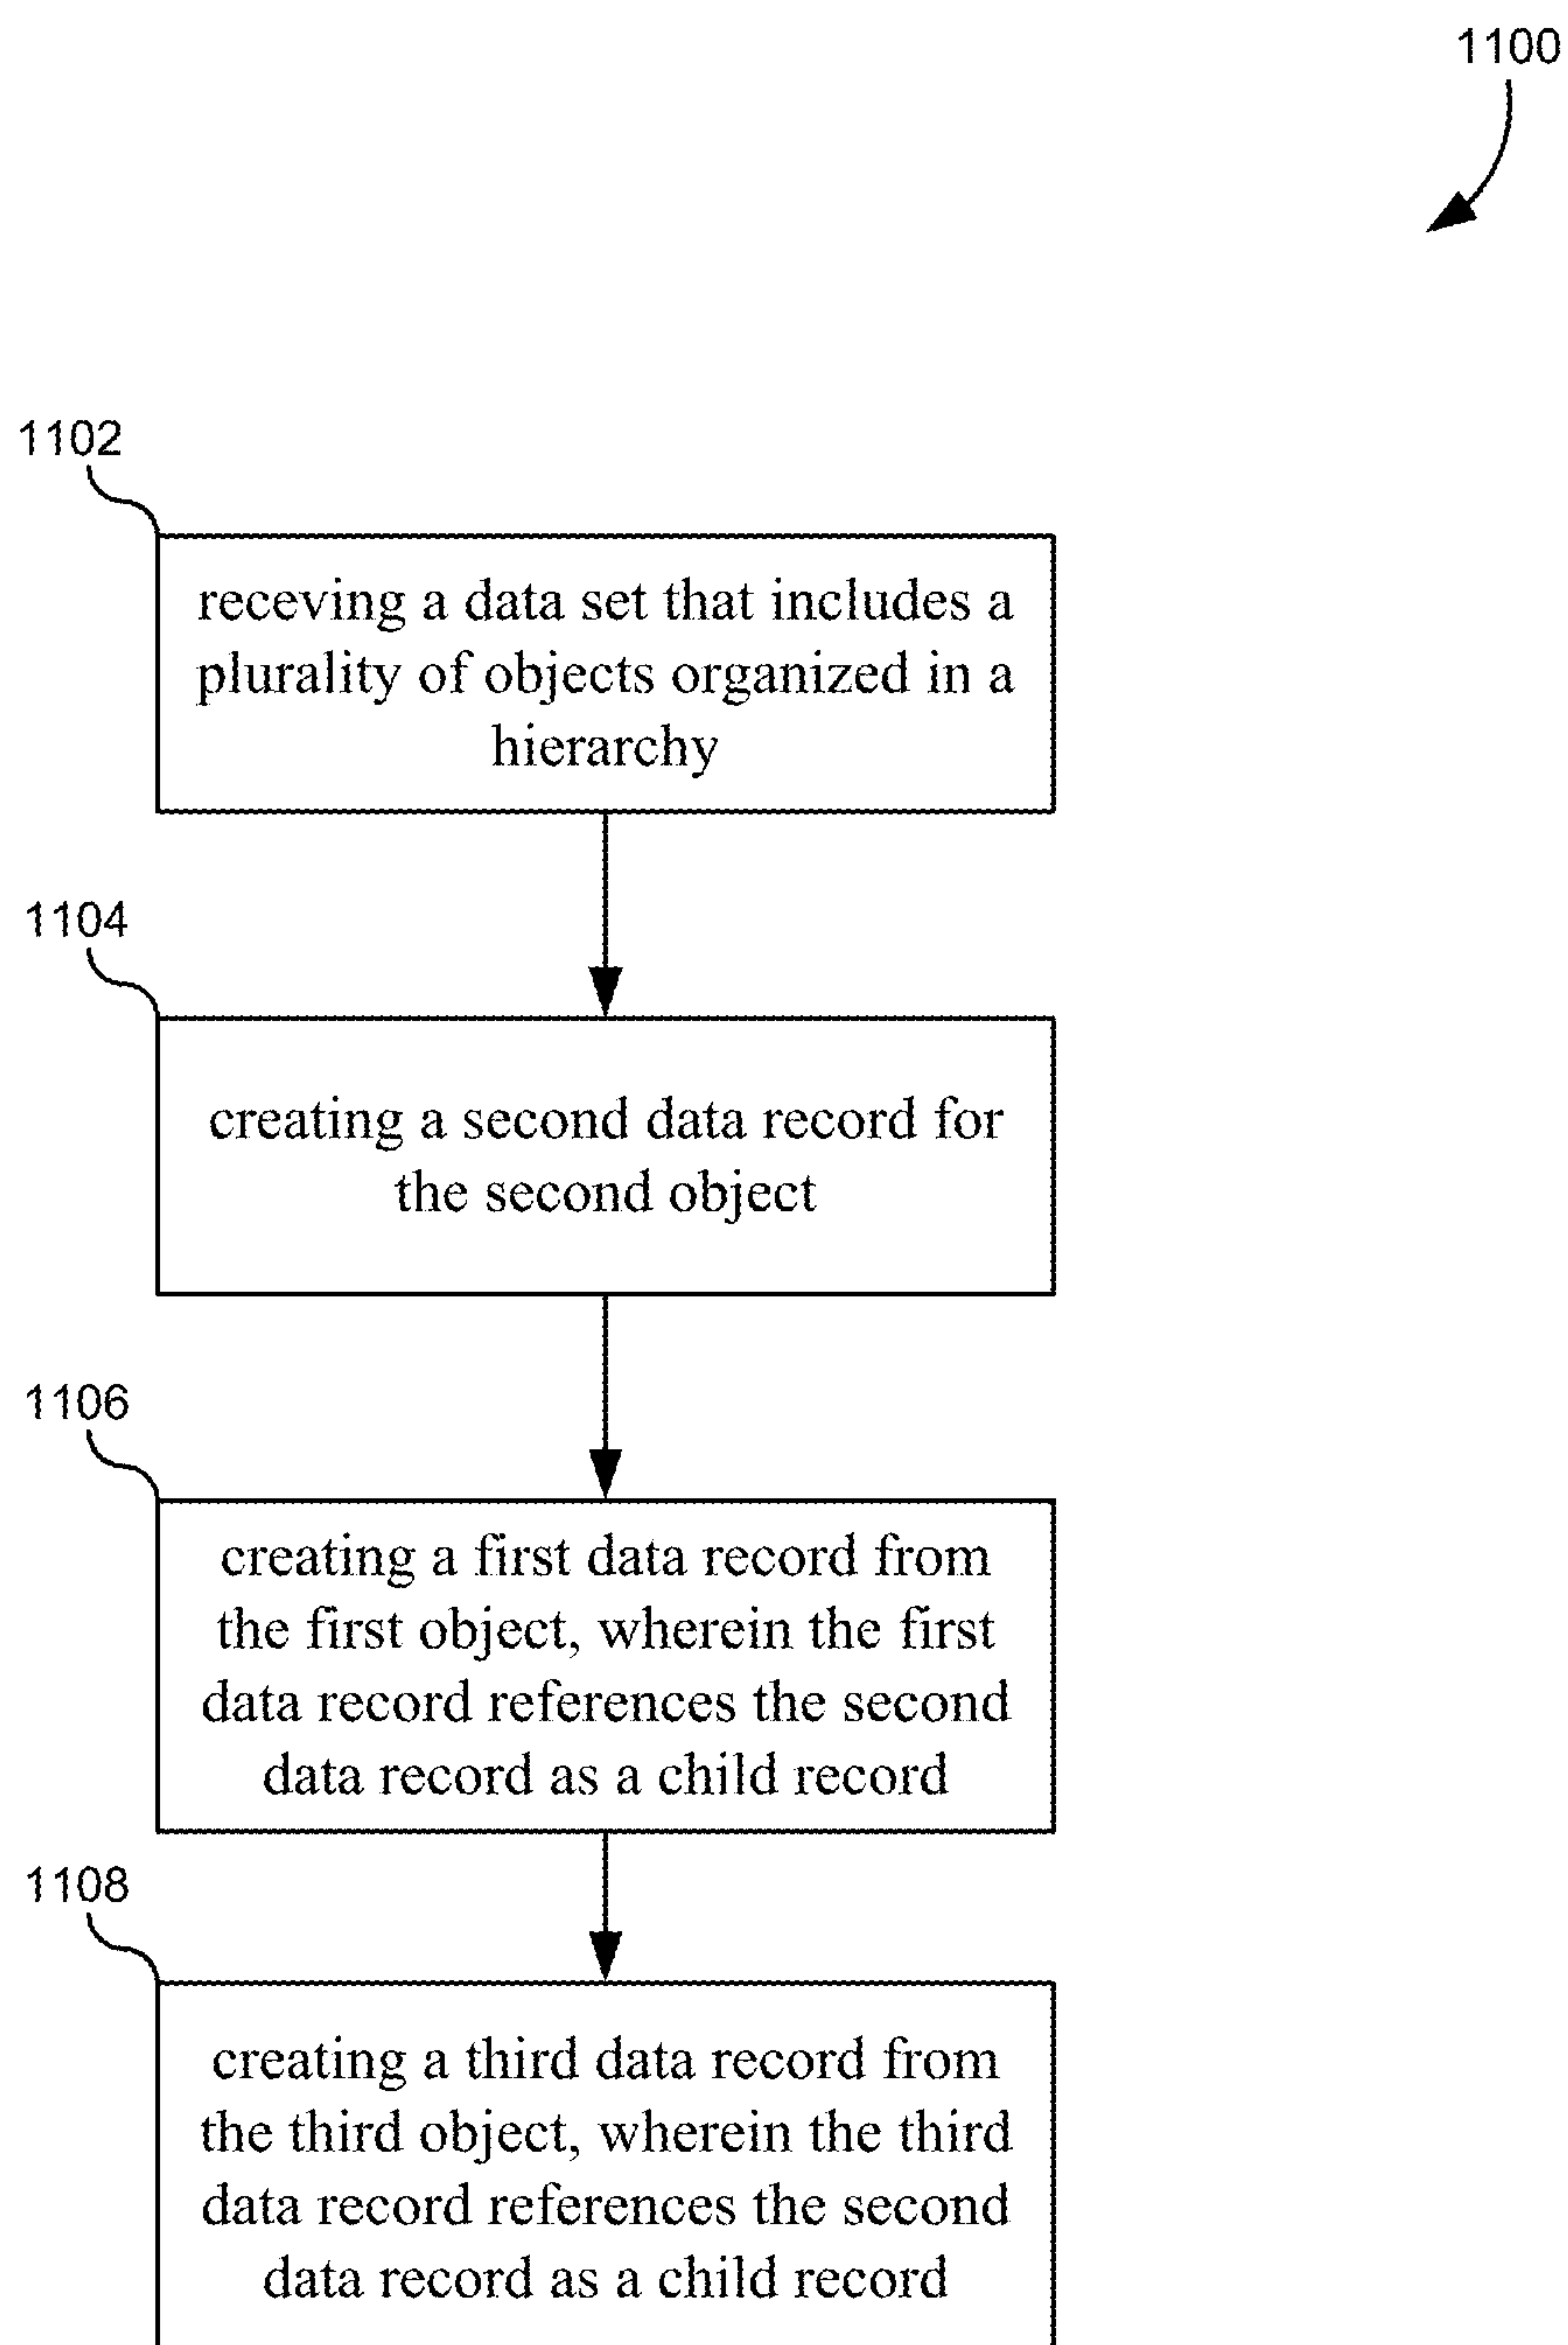 1100
1102
receving a data set that includes a
plurality of objects organized in a
hierarchy
1104
creating a second data record for
the second object
1106
creating a first data record from
the first object, wherein the first
data record references the second
data record as a child record
1108
creating a third data record from
the third object, wherein the third
data record references the second
data record as a child record